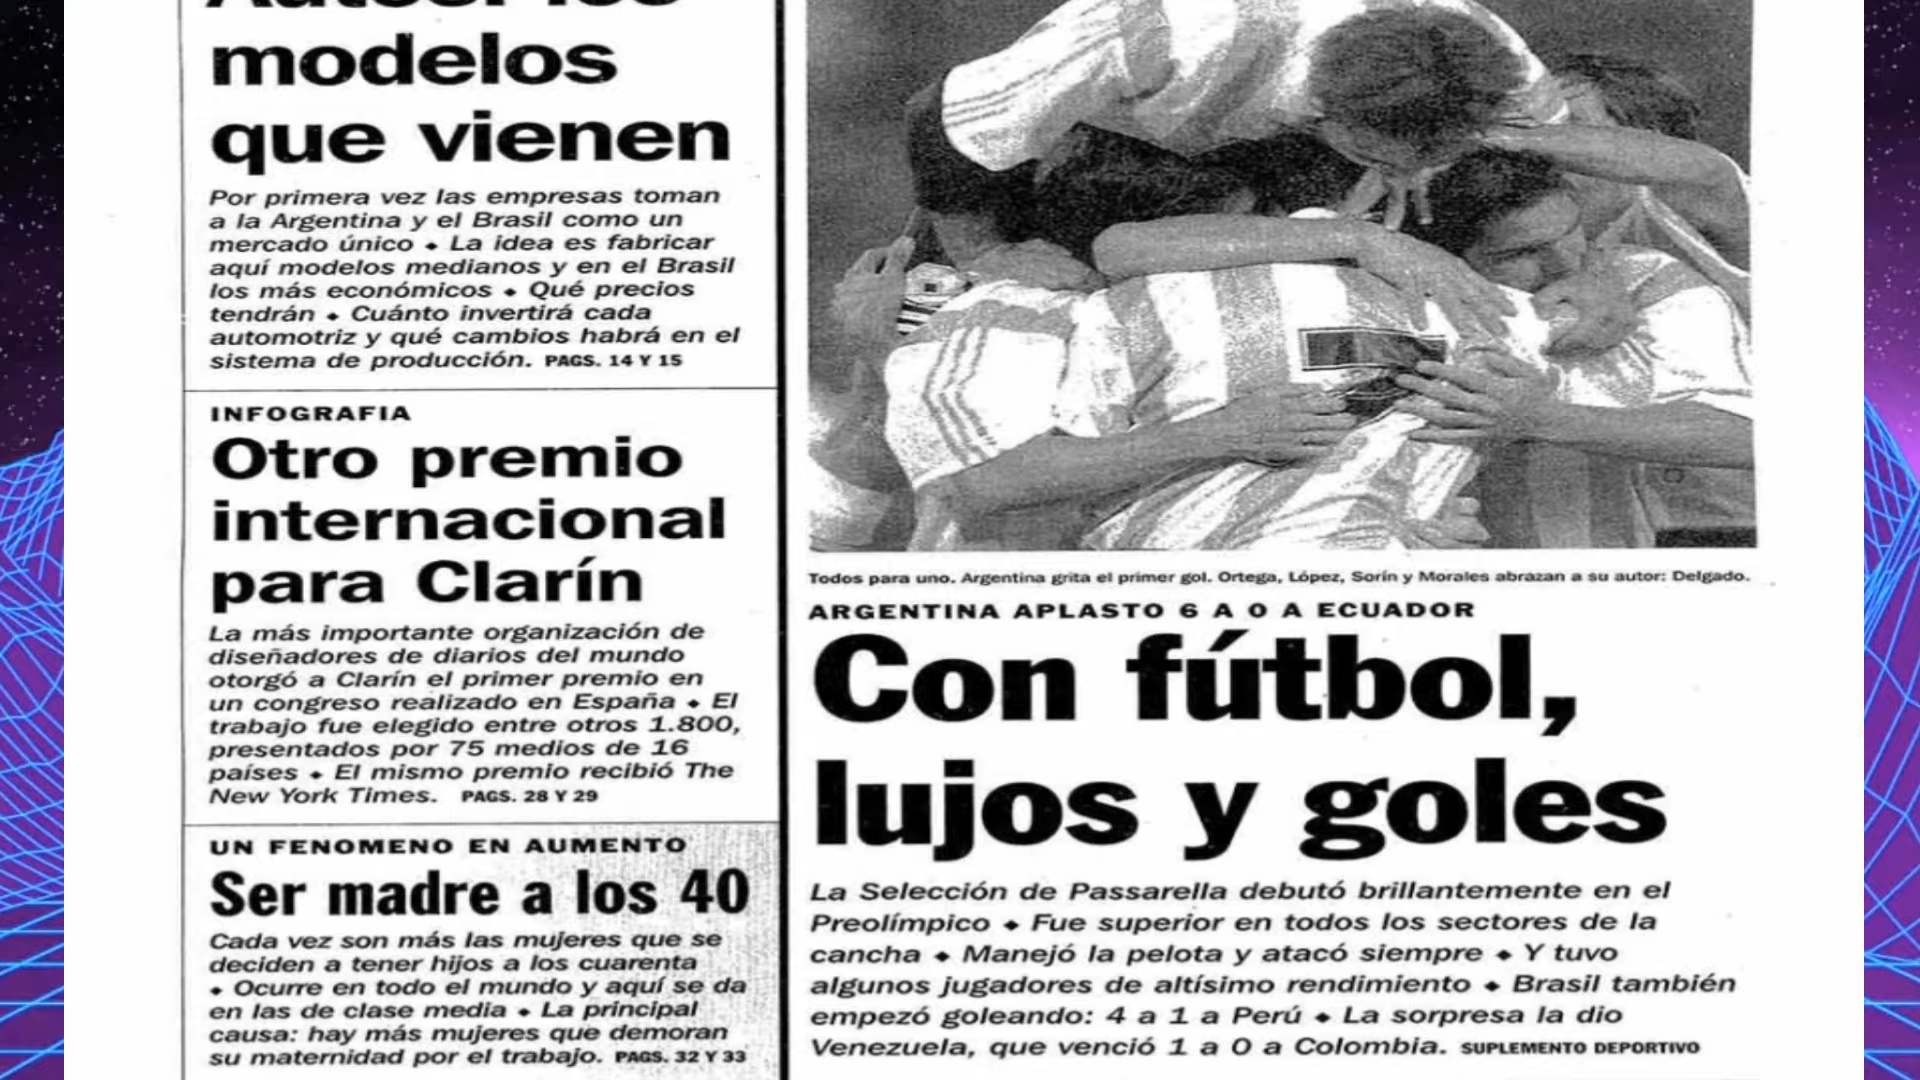 modelos
que vienen
Por primera vez las empresas toman
a la Argentina y el Brasil como un
mercado único ♦ La idea es fabricar
aquí modelos medianos y en el Brasil
los más económicos ♦ Qué precios
tendrán ♦ Cuánto invertirá cada
automotriz y qué cambios habrá en el
sistema de producción. PAGS. 14 Y 15
INFOGRAFIA
Otro premio
internacional
para Clarín
La más importante organización de
diseñadores de diarios del mundo
otorgó a Clarín el primer premio en
un congreso realizado en España ♦ El
trabajo fue elegido entre otros 1.800,
presentados por 75 medios de 16
países ♦ El mismo premio recibió The
New York Times. PAGS. 28 Y 29
UN FENOMENO EN AUMENTO
Ser madre a los 40
Cada vez son más las mujeres que se
deciden a tener hijos a los cuarenta
♦ Ocurre en todo el mundo y aquí se da
en las de clase media ♦ La principal
causa: hay más mujeres que demoran
su maternidad por el trabajo. PAGS. 32 Y 33
Todos para uno. Argentina grita el primer gol. Ortega, López, Sorín y Morales abrazan a su autor: Delgado.
ARGENTINA APLASTO 6 A 0 A ECUADOR
Con fútbol,
lujos y goles
La Selección de Passarella debutó brillantemente en el
Preolímpico ♦ Fue superior en todos los sectores de la
cancha ♦ Manejó la pelota y atacó siempre ♦ Y tuvo
algunos jugadores de altísimo rendimiento ♦ Brasil también
empezó goleando: 4 a 1 a Perú ♦ La sorpresa la dio
Venezuela, que venció 1 a 0 a Colombia. SUPLEMENTO DEPORTIVO